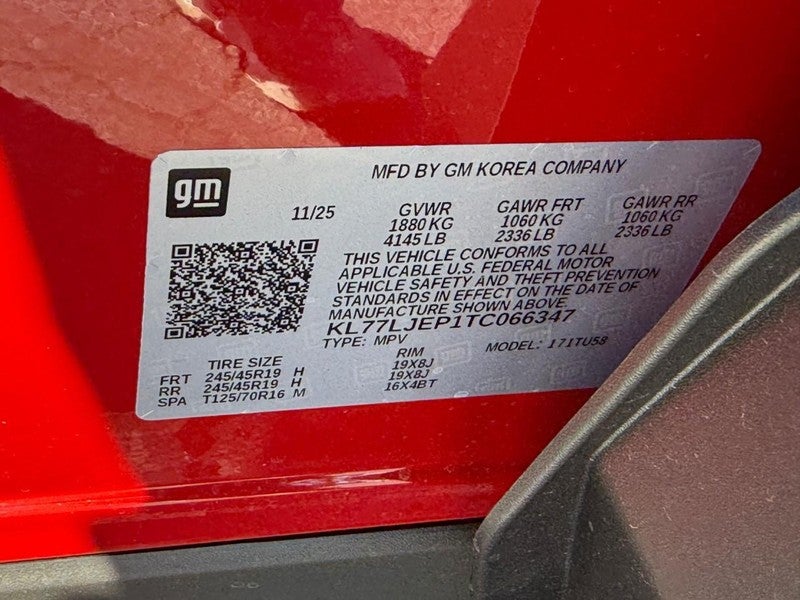 gm
MFD BY GM KOREA COMPANY
11/25
GVWR GAWR FRT GAWR RR
1880 KG 1060 KG 1060 KG
4145 LB 2336 LB 2336 LB
THIS VEHICLE CONFORMS TO ALL
APPLICABLE U.S. FEDERAL MOTOR
VEHICLE SAFETY AND THEFT PREVENTION
STANDARDS IN EFFECT ON THE DATE OF
MANUFACTURE SHOWN ABOVE.
KL77LJEP1TC066347
TYPE: MPV MODEL: 171TU58
TIRE SIZE RIM
FRT 245/45R19 H 19X8J
RR 245/45R19 H 19X8J
SPA T125/70R16 M 16X4BT